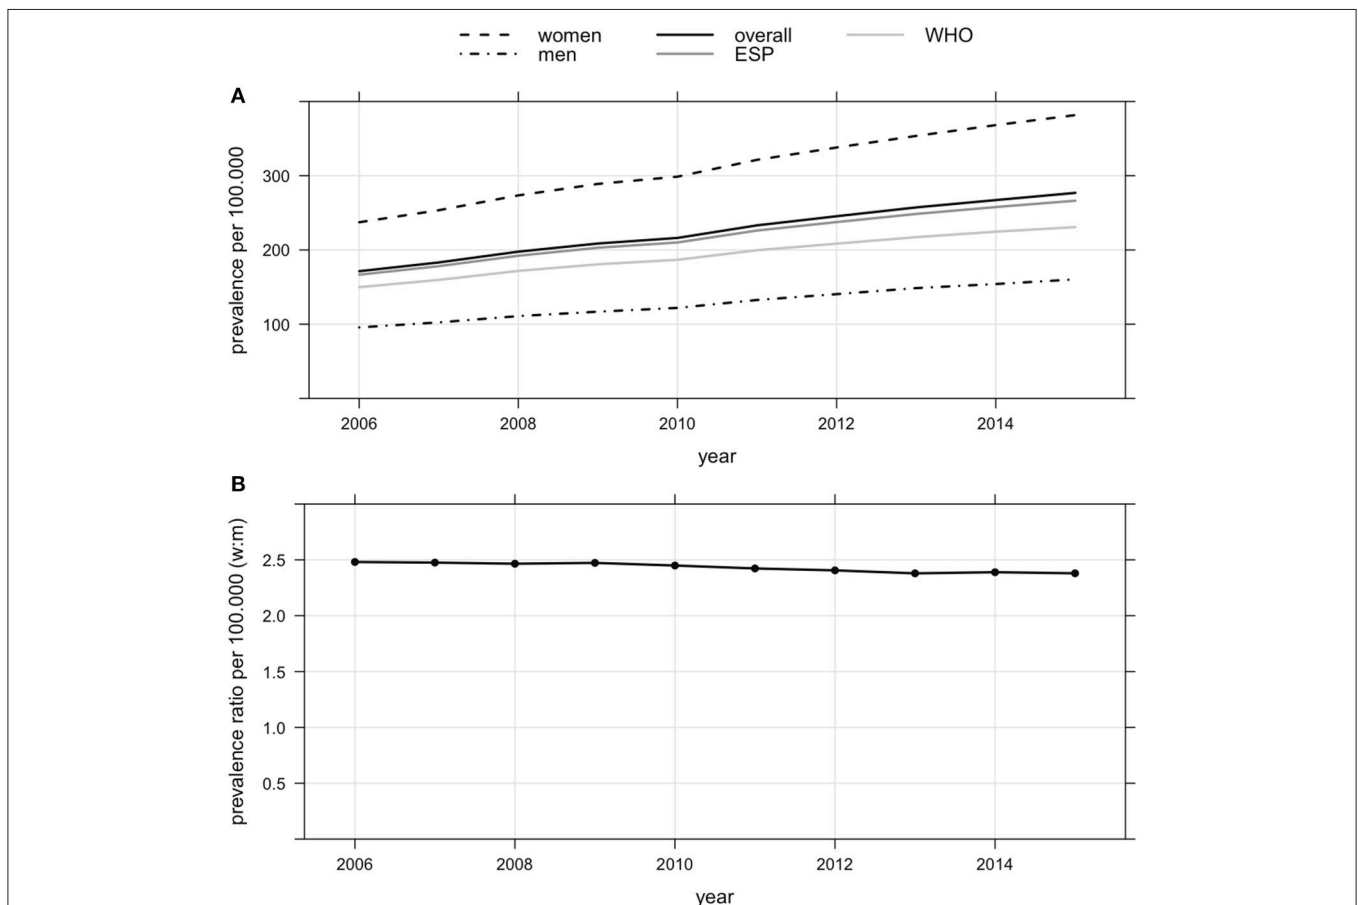 women overall WHO
men ESP
A
prevalence per 100.000
300
200
100
2006 2008 2010 2012 2014
year
B
prevalence ratio per 100.000 (w:m)
2.5
2.0
1.5
1.0
0.5
2006 2008 2010 2012 2014
year